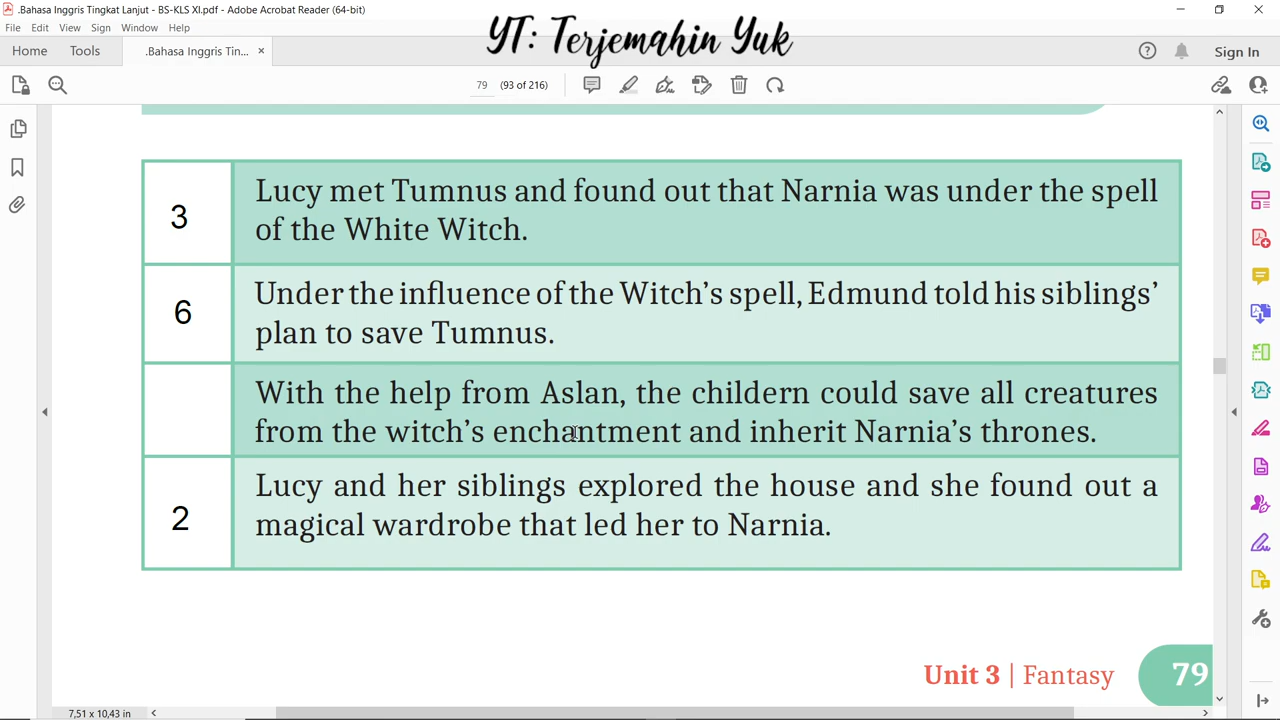 .Bahasa Inggris Tingkat Lanjut - BS-KLS XI.pdf - Adobe Acrobat Reader (64-bit)
File Edit View Sign Window Help
YT: Terjemahin Yuk
Home Tools .Bahasa Inggris Tin... × Sign In
79 (93 of 216)
3
Lucy met Tumnus and found out that Narnia was under the spell
of the White Witch.
6
Under the influence of the Witch's spell, Edmund told his siblings'
plan to save Tumnus.
With the help from Aslan, the childern could save all creatures
from the witch's enchantment and inherit Narnia's thrones.
2
Lucy and her siblings explored the house and she found out a
magical wardrobe that led her to Narnia.
Unit 3 | Fantasy 79
7,51 x 10,43 in